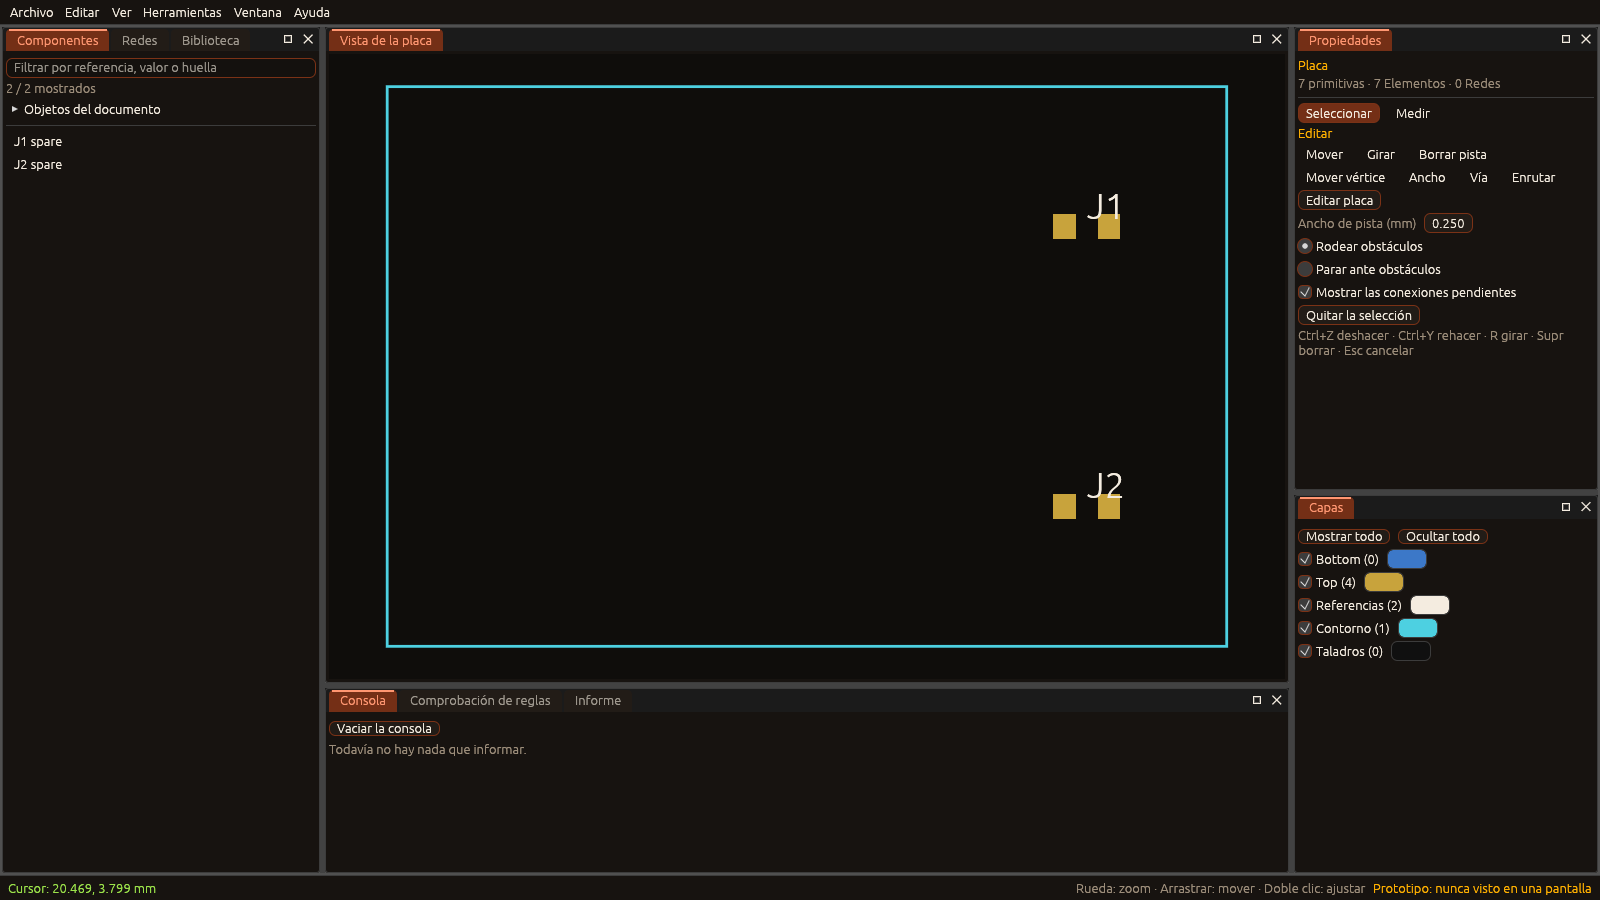 Archivo Editar Ver Herramientas Ventana Ayuda
Componentes Redes Biblioteca
Filtrar por referencia, valor o huella
2 / 2 mostrados
Objetos del documento
J1 spare
J2 spare
Vista de la placa
J1
J2
Consola Comprobación de reglas Informe
Vaciar la consola
Todavía no hay nada que informar.
Propiedades
Placa
7 primitivas · 7 Elementos · 0 Redes
Seleccionar Medir
Editar
Mover Girar Borrar pista
Mover vértice Ancho Vía Enrutar
Editar placa
Ancho de pista (mm) 0.250
Rodear obstáculos
Parar ante obstáculos
Mostrar las conexiones pendientes
Quitar la selección
Ctrl+Z deshacer · Ctrl+Y rehacer · R girar · Supr
borrar · Esc cancelar
Capas
Mostrar todo Ocultar todo
Bottom (0)
Top (4)
Referencias (2)
Contorno (1)
Taladros (0)
Cursor: 20.469, 3.799 mm
Rueda: zoom · Arrastrar: mover · Doble clic: ajustar Prototipo: nunca visto en una pantalla